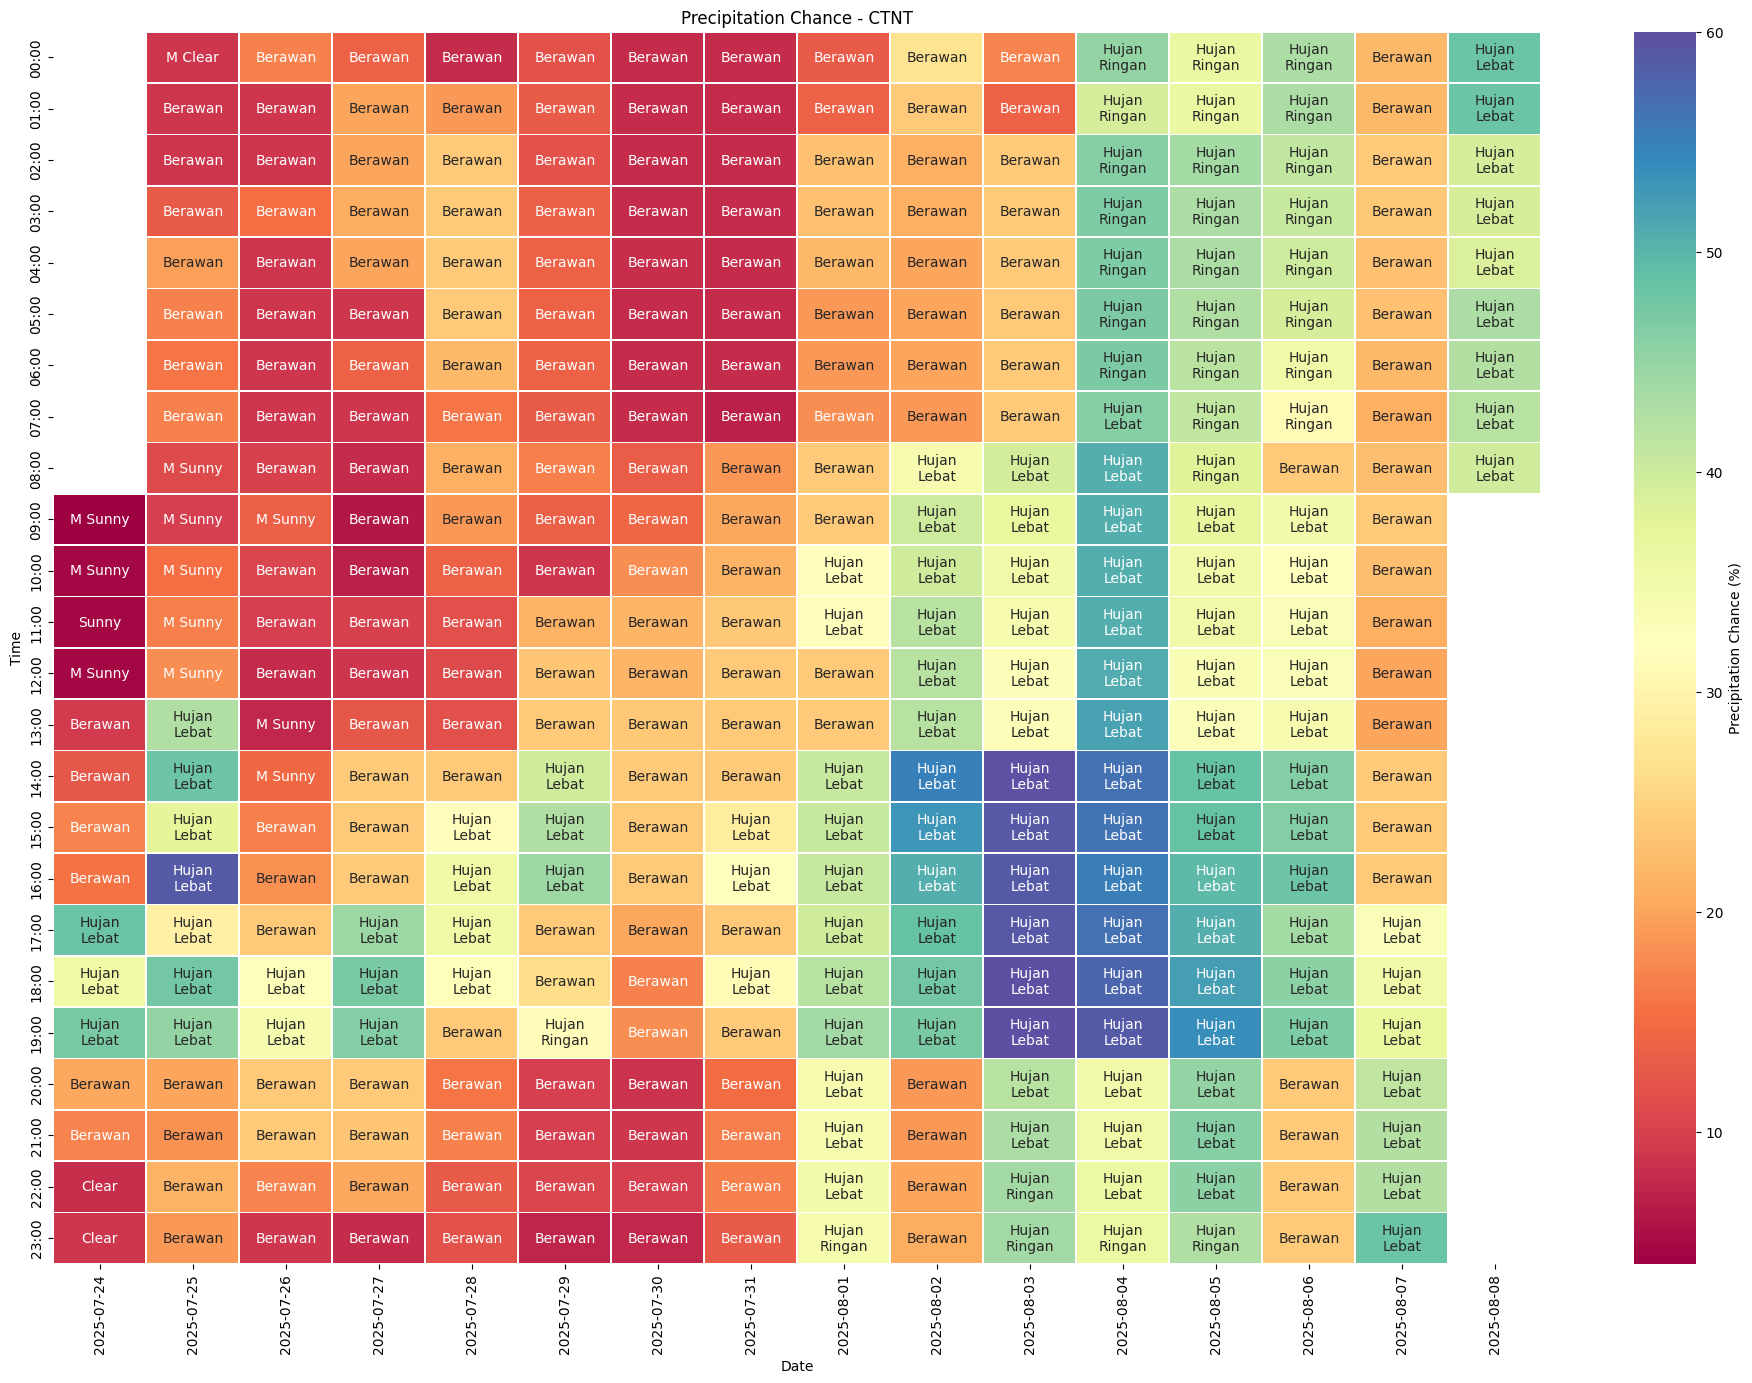 Precipitation Chance - CTNT
00:00 M Clear Berawan Berawan Berawan Berawan Berawan Berawan Berawan Berawan Berawan Hujan Ringan Hujan Ringan Hujan Ringan Berawan Hujan Lebat
01:00 Berawan Berawan Berawan Berawan Berawan Berawan Berawan Berawan Berawan Berawan Hujan Ringan Hujan Ringan Hujan Ringan Berawan Hujan Lebat
02:00 Berawan Berawan Berawan Berawan Berawan Berawan Berawan Berawan Berawan Berawan Hujan Ringan Hujan Ringan Hujan Ringan Berawan Hujan Lebat
03:00 Berawan Berawan Berawan Berawan Berawan Berawan Berawan Berawan Berawan Berawan Hujan Ringan Hujan Ringan Hujan Ringan Berawan Hujan Lebat
04:00 Berawan Berawan Berawan Berawan Berawan Berawan Berawan Berawan Berawan Berawan Hujan Ringan Hujan Ringan Hujan Ringan Berawan Hujan Lebat
05:00 Berawan Berawan Berawan Berawan Berawan Berawan Berawan Berawan Berawan Berawan Hujan Ringan Hujan Ringan Hujan Ringan Berawan Hujan Lebat
06:00 Berawan Berawan Berawan Berawan Berawan Berawan Berawan Berawan Berawan Berawan Hujan Ringan Hujan Ringan Hujan Ringan Berawan Hujan Lebat
07:00 Berawan Berawan Berawan Berawan Berawan Berawan Berawan Berawan Berawan Berawan Hujan Lebat Hujan Ringan Hujan Ringan Berawan Hujan Lebat
08:00 M Sunny Berawan Berawan Berawan Berawan Berawan Berawan Berawan Hujan Lebat Hujan Lebat Hujan Lebat Hujan Ringan Berawan Berawan Hujan Lebat
09:00 M Sunny M Sunny M Sunny Berawan Berawan Berawan Berawan Berawan Berawan Hujan Lebat Hujan Lebat Hujan Lebat Hujan Lebat Hujan Lebat Berawan
10:00 M Sunny M Sunny Berawan Berawan Berawan Berawan Berawan Berawan Hujan Lebat Hujan Lebat Hujan Lebat Hujan Lebat Hujan Lebat Hujan Lebat Berawan
11:00 Sunny M Sunny Berawan Berawan Berawan Berawan Berawan Berawan Hujan Lebat Hujan Lebat Hujan Lebat Hujan Lebat Hujan Lebat Hujan Lebat Berawan
12:00 M Sunny M Sunny Berawan Berawan Berawan Berawan Berawan Berawan Berawan Hujan Lebat Hujan Lebat Hujan Lebat Hujan Lebat Hujan Lebat Berawan
13:00 Berawan Hujan Lebat M Sunny Berawan Berawan Berawan Berawan Berawan Berawan Hujan Lebat Hujan Lebat Hujan Lebat Hujan Lebat Hujan Lebat Berawan
14:00 Berawan Hujan Lebat M Sunny Berawan Berawan Hujan Lebat Berawan Berawan Hujan Lebat Hujan Lebat Hujan Lebat Hujan Lebat Hujan Lebat Hujan Lebat Berawan
15:00 Berawan Hujan Lebat Berawan Berawan Hujan Lebat Hujan Lebat Berawan Hujan Lebat Hujan Lebat Hujan Lebat Hujan Lebat Hujan Lebat Hujan Lebat Hujan Lebat Berawan
16:00 Berawan Hujan Lebat Berawan Berawan Hujan Lebat Hujan Lebat Berawan Hujan Lebat Hujan Lebat Hujan Lebat Hujan Lebat Hujan Lebat Hujan Lebat Hujan Lebat Berawan
17:00 Hujan Lebat Hujan Lebat Berawan Hujan Lebat Hujan Lebat Berawan Berawan Berawan Hujan Lebat Hujan Lebat Hujan Lebat Hujan Lebat Hujan Lebat Hujan Lebat Hujan Lebat
18:00 Hujan Lebat Hujan Lebat Hujan Lebat Hujan Lebat Hujan Lebat Berawan Berawan Hujan Lebat Hujan Lebat Hujan Lebat Hujan Lebat Hujan Lebat Hujan Lebat Hujan Lebat Hujan Lebat
19:00 Hujan Lebat Hujan Lebat Hujan Lebat Hujan Lebat Berawan Hujan Ringan Berawan Berawan Hujan Lebat Hujan Lebat Hujan Lebat Hujan Lebat Hujan Lebat Hujan Lebat Hujan Lebat
20:00 Berawan Berawan Berawan Berawan Berawan Berawan Berawan Berawan Hujan Lebat Berawan Hujan Lebat Hujan Lebat Hujan Lebat Berawan Hujan Lebat
21:00 Berawan Berawan Berawan Berawan Berawan Berawan Berawan Berawan Hujan Lebat Berawan Hujan Lebat Hujan Lebat Hujan Lebat Berawan Hujan Lebat
22:00 Clear Berawan Berawan Berawan Berawan Berawan Berawan Berawan Hujan Lebat Berawan Hujan Ringan Hujan Lebat Hujan Lebat Berawan Hujan Lebat
23:00 Clear Berawan Berawan Berawan Berawan Berawan Berawan Berawan Hujan Ringan Berawan Hujan Ringan Hujan Ringan Hujan Ringan Berawan Hujan Lebat
2025-07-24 2025-07-25 2025-07-26 2025-07-27 2025-07-28 2025-07-29 2025-07-30 2025-07-31 2025-08-01 2025-08-02 2025-08-03 2025-08-04 2025-08-05 2025-08-06 2025-08-07 2025-08-08
Date
Time
60
50
40
30
20
10
Precipitation Chance (%)